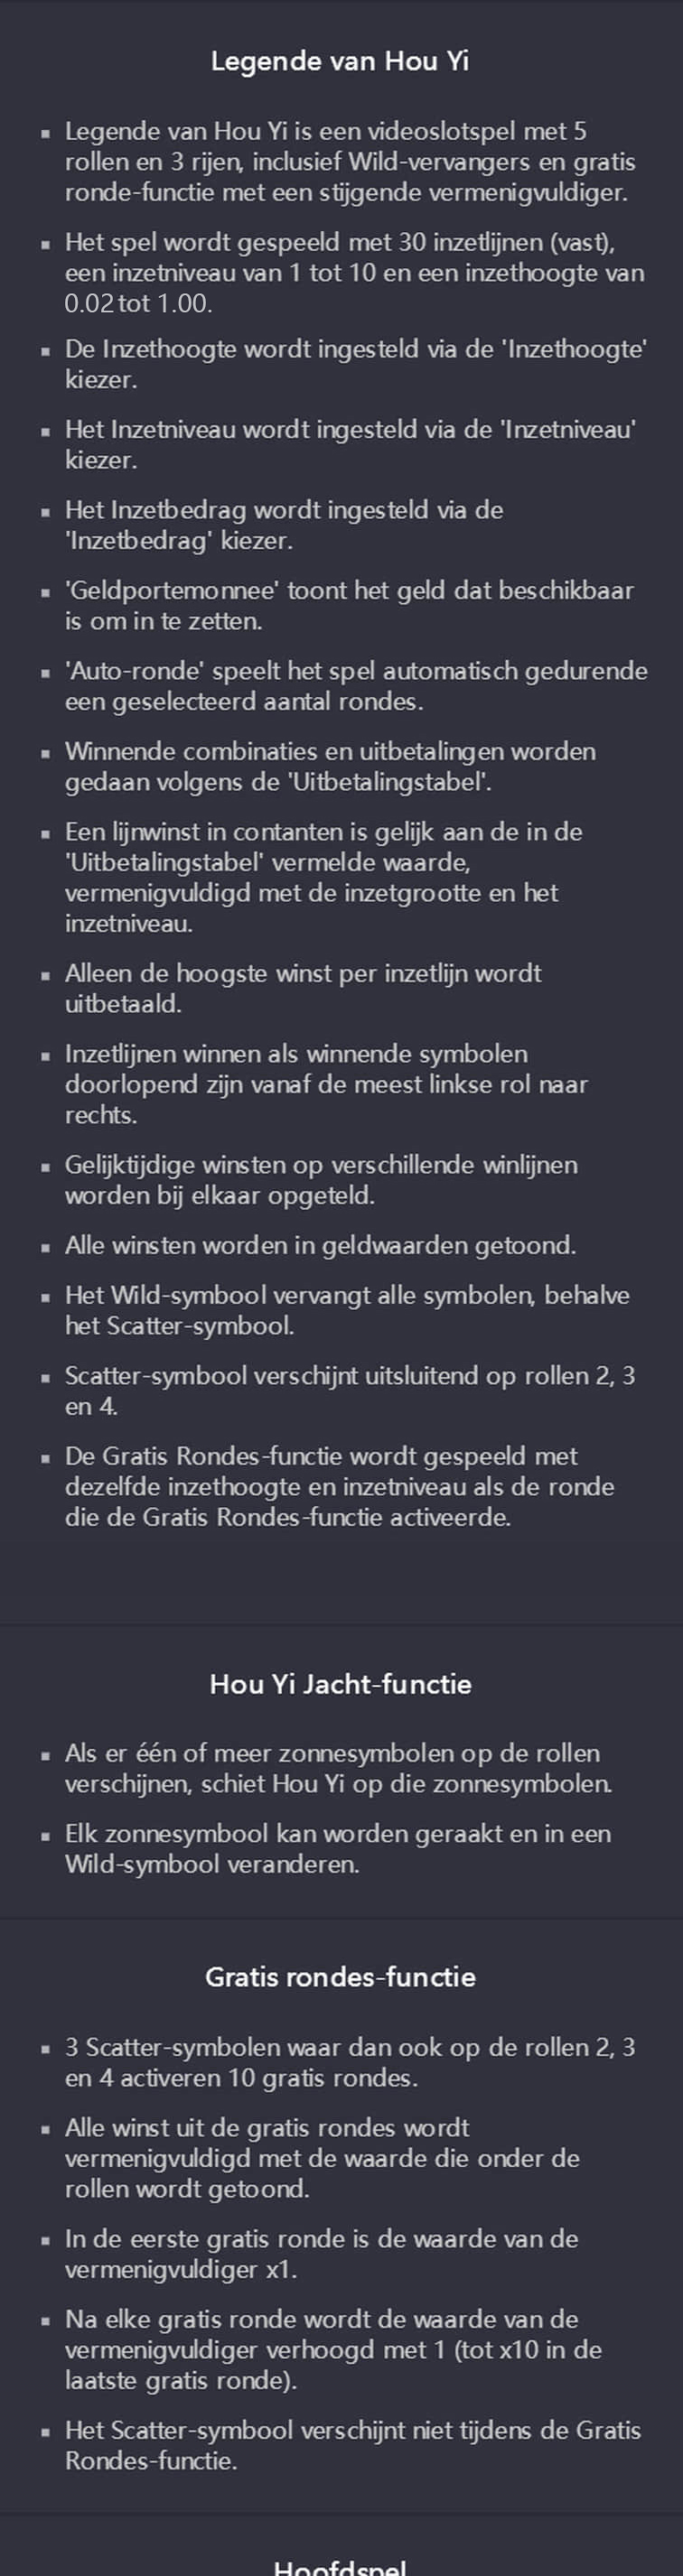 Legende van Hou Yi
▪ Legende van Hou Yi is een videoslotspel met 5
rollen en 3 rijen, inclusief Wild-vervangers en gratis
ronde-functie met een stijgende vermenigvuldiger.
▪ Het spel wordt gespeeld met 30 inzetlijnen (vast),
een inzetniveau van 1 tot 10 en een inzethoogte van
0.02 tot 1.00.
▪ De Inzethoogte wordt ingesteld via de 'Inzethoogte'
kiezer.
▪ Het Inzetniveau wordt ingesteld via de 'Inzetniveau'
kiezer.
▪ Het Inzetbedrag wordt ingesteld via de
'Inzetbedrag' kiezer.
▪ 'Geldportemonnee' toont het geld dat beschikbaar
is om in te zetten.
▪ 'Auto-ronde' speelt het spel automatisch gedurende
een geselecteerd aantal rondes.
▪ Winnende combinaties en uitbetalingen worden
gedaan volgens de 'Uitbetalingstabel'.
▪ Een lijnwinst in contanten is gelijk aan de in de
'Uitbetalingstabel' vermelde waarde,
vermenigvuldigd met de inzetgrootte en het
inzetniveau.
▪ Alleen de hoogste winst per inzetlijn wordt
uitbetaald.
▪ Inzetlijnen winnen als winnende symbolen
doorlopend zijn vanaf de meest linkse rol naar
rechts.
▪ Gelijktijdige winsten op verschillende winlijnen
worden bij elkaar opgeteld.
▪ Alle winsten worden in geldwaarden getoond.
▪ Het Wild-symbool vervangt alle symbolen, behalve
het Scatter-symbool.
▪ Scatter-symbool verschijnt uitsluitend op rollen 2, 3
en 4.
▪ De Gratis Rondes-functie wordt gespeeld met
dezelfde inzethoogte en inzetniveau als de ronde
die de Gratis Rondes-functie activeerde.
Hou Yi Jacht-functie
▪ Als er één of meer zonnesymbolen op de rollen
verschijnen, schiet Hou Yi op die zonnesymbolen.
▪ Elk zonnesymbool kan worden geraakt en in een
Wild-symbool veranderen.
Gratis rondes-functie
▪ 3 Scatter-symbolen waar dan ook op de rollen 2, 3
en 4 activeren 10 gratis rondes.
▪ Alle winst uit de gratis rondes wordt
vermenigvuldigd met de waarde die onder de
rollen wordt getoond.
▪ In de eerste gratis ronde is de waarde van de
vermenigvuldiger x1.
▪ Na elke gratis ronde wordt de waarde van de
vermenigvuldiger verhoogd met 1 (tot x10 in de
laatste gratis ronde).
▪ Het Scatter-symbool verschijnt niet tijdens de Gratis
Rondes-functie.
Hoofdspel